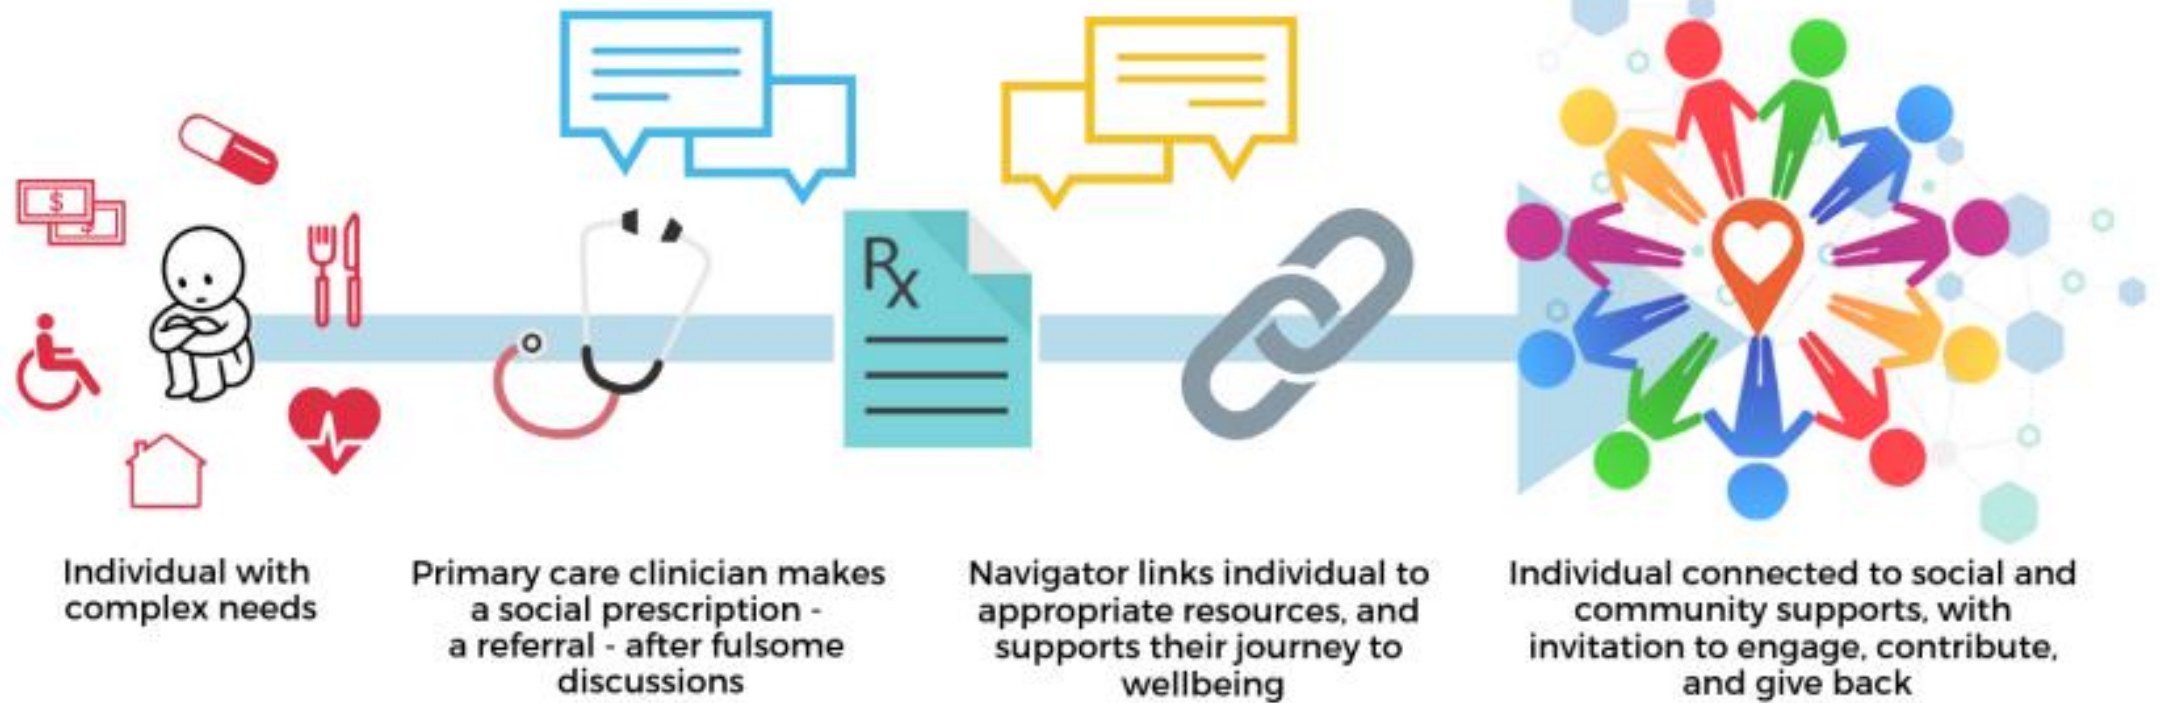 $
Rx
Individual with
complex needs
Primary care clinician makes
a social prescription -
a referral - after fulsome
discussions
Navigator links individual to
appropriate resources, and
supports their journey to
wellbeing
Individual connected to social and
community supports, with
invitation to engage, contribute,
and give back